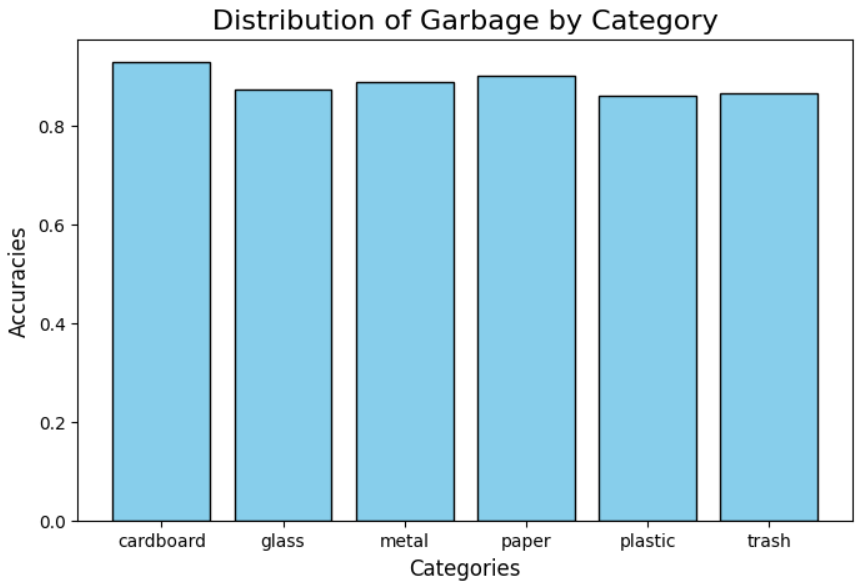 Distribution of Garbage by Category
Accuracies
0.8
0.6
0.4
0.2
0.0
cardboard glass metal paper plastic trash
Categories